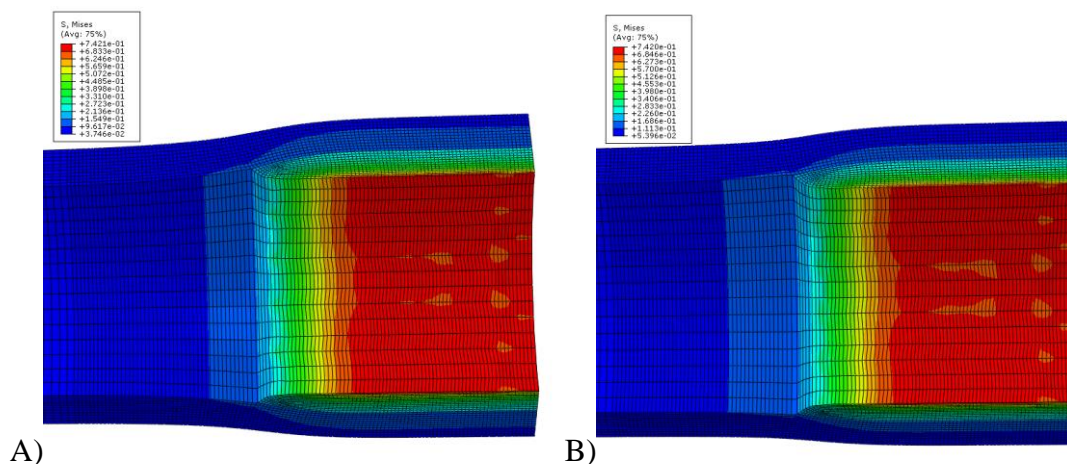 S, Mises
(Avg: 75%)
+7.421e-01
+6.833e-01
+6.246e-01
+5.659e-01
+5.072e-01
+4.485e-01
+3.898e-01
+3.310e-01
+2.723e-01
+2.136e-01
+1.549e-01
+9.617e-02
+3.746e-02
A)
S, Mises
(Avg: 75%)
+7.420e-01
+6.846e-01
+6.273e-01
+5.700e-01
+5.126e-01
+4.553e-01
+3.980e-01
+3.406e-01
+2.833e-01
+2.260e-01
+1.686e-01
+1.113e-01
+5.396e-02
B)